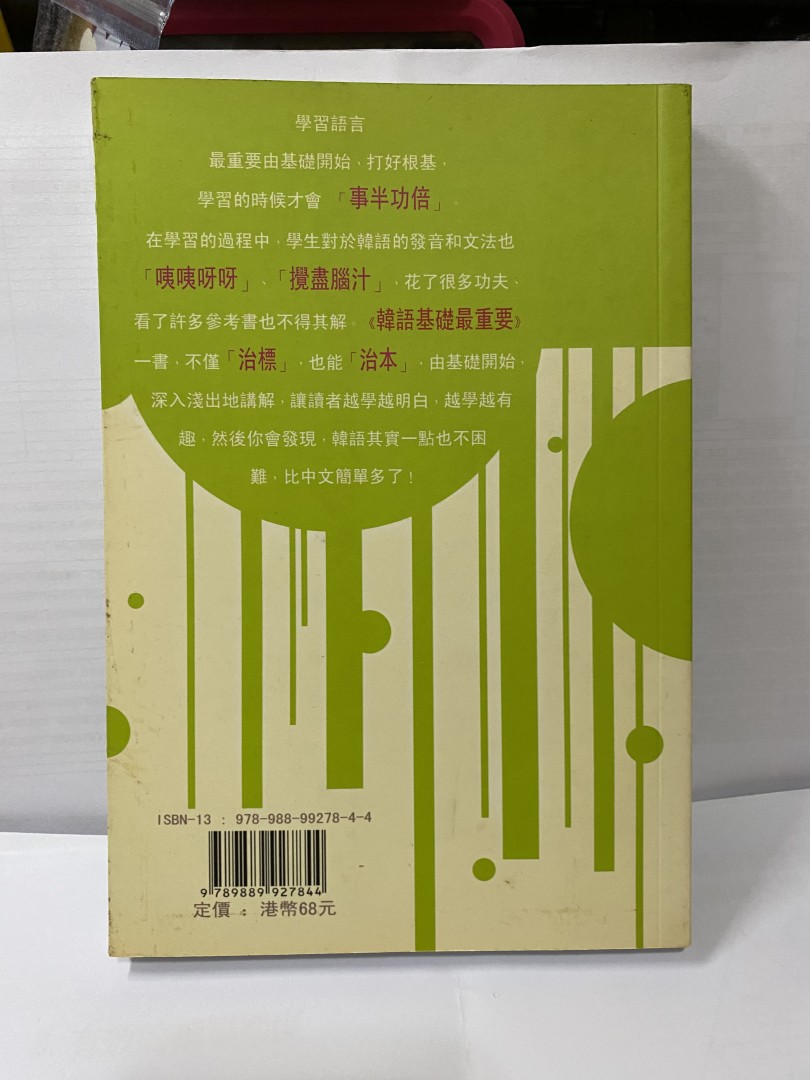 學習語言
最重要由基礎開始，打好根基，
學習的時候才會 「事半功倍」。
在學習的過程中，學生對於韓語的發音和文法也
「咦咦呀呀」、「攪盡腦汁」，花了很多功夫、
看了許多參考書也不得其解。《韓語基礎最重要》
一書，不僅「治標」，也能「治本」，由基礎開始，
深入淺出地講解，讓讀者越學越明白，越學越有
趣，然後你會發現，韓語其實一點也不困
難，比中文簡單多了！
ISBN-13 : 978-988-99278-4-4
9 789889 927844
定價 : 港幣68元